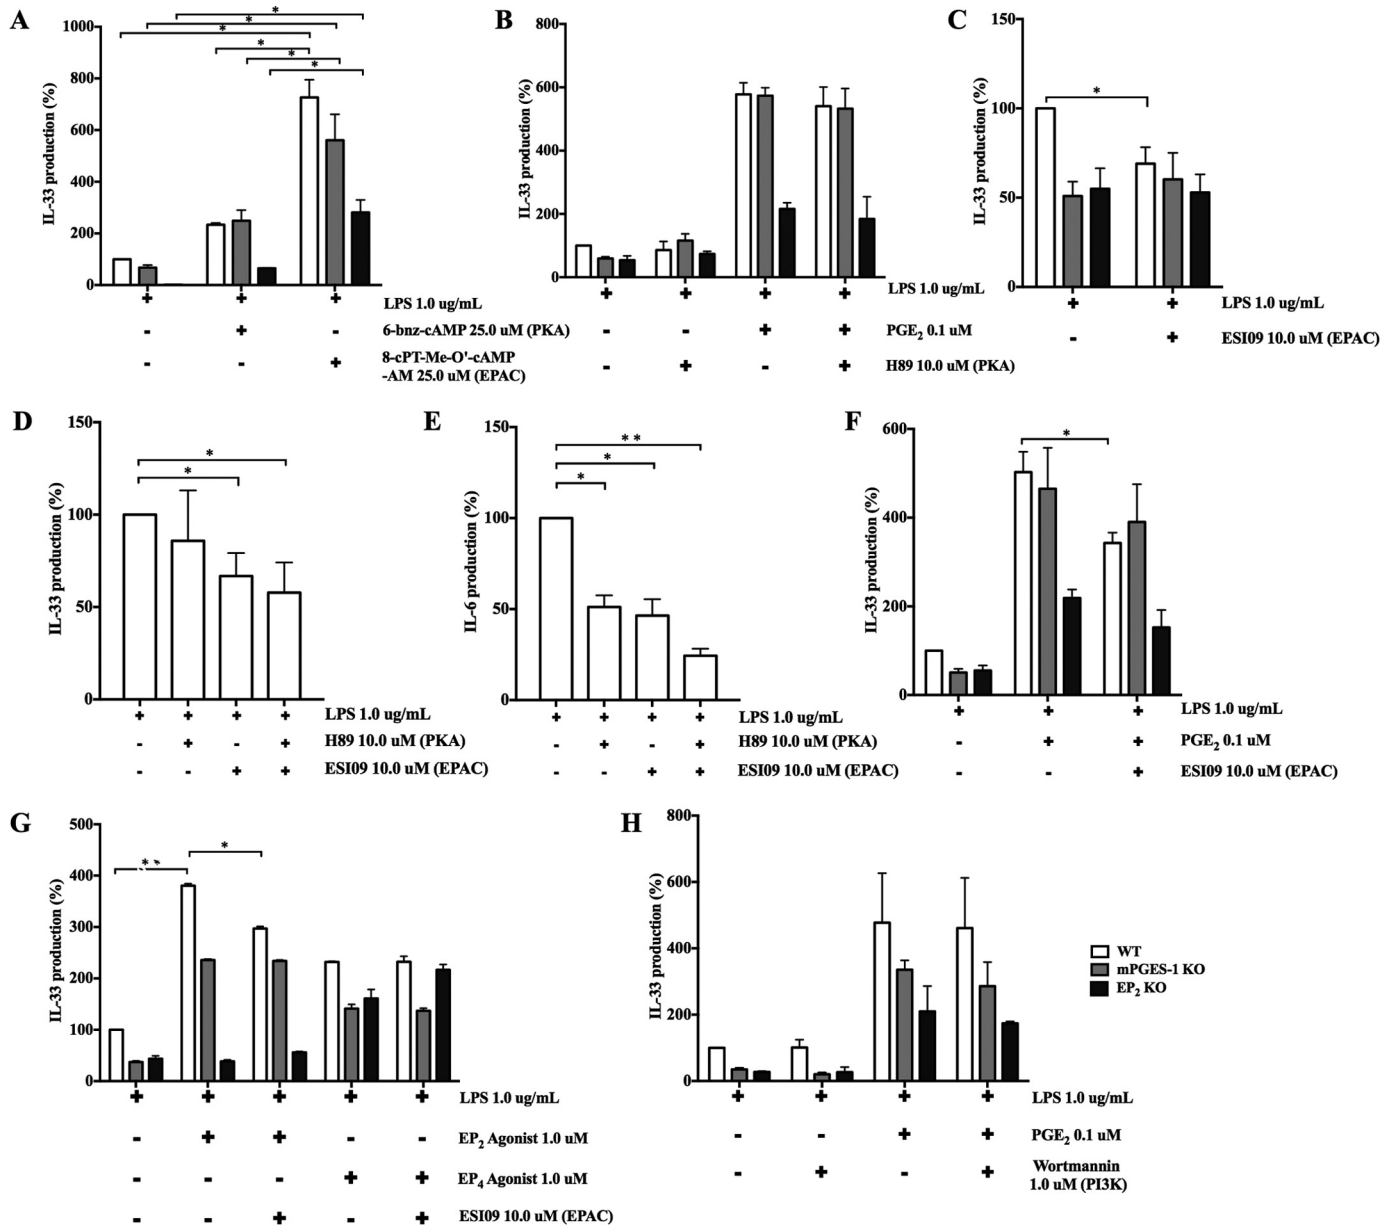 A
1000
800
600
400
200
0
IL-33 production (%)
*
*
*
*
*
*
+ + + LPS 1.0 ug/mL
- + - 6-bnz-cAMP 25.0 uM (PKA)
- - + 8-cPT-Me-O'-cAMP
-AM 25.0 uM (EPAC)
B
800
600
400
200
0
IL-33 production (%)
+ + + + LPS 1.0 ug/mL
- - + + PGE2 0.1 uM
- + - + H89 10.0 uM (PKA)
C
150
100
50
0
IL-33 production (%)
*
+ + LPS 1.0 ug/mL
- + ESI09 10.0 uM (EPAC)
D
150
100
50
0
IL-33 production (%)
*
*
+ + + + LPS 1.0 ug/mL
- + - + H89 10.0 uM (PKA)
- - + + ESI09 10.0 uM (EPAC)
E
150
100
50
0
IL-6 production (%)
* *
*
*
+ + + + LPS 1.0 ug/mL
- + - + H89 10.0 uM (PKA)
- - + + ESI09 10.0 uM (EPAC)
F
600
400
200
0
IL-33 production (%)
*
+ + + LPS 1.0 ug/mL
- + + PGE2 0.1 uM
- - + ESI09 10.0 uM (EPAC)
G
500
400
300
200
100
0
IL-33 production (%)
* *
*
+ + + + + LPS 1.0 ug/mL
- + + - - EP2 Agonist 1.0 uM
- - - + + EP4 Agonist 1.0 uM
- - + - + ESI09 10.0 uM (EPAC)
H
800
600
400
200
0
IL-33 production (%)
WT
mPGES-1 KO
EP2 KO
+ + + + LPS 1.0 ug/mL
- - + + PGE2 0.1 uM
- + - + Wortmannin
1.0 uM (PI3K)